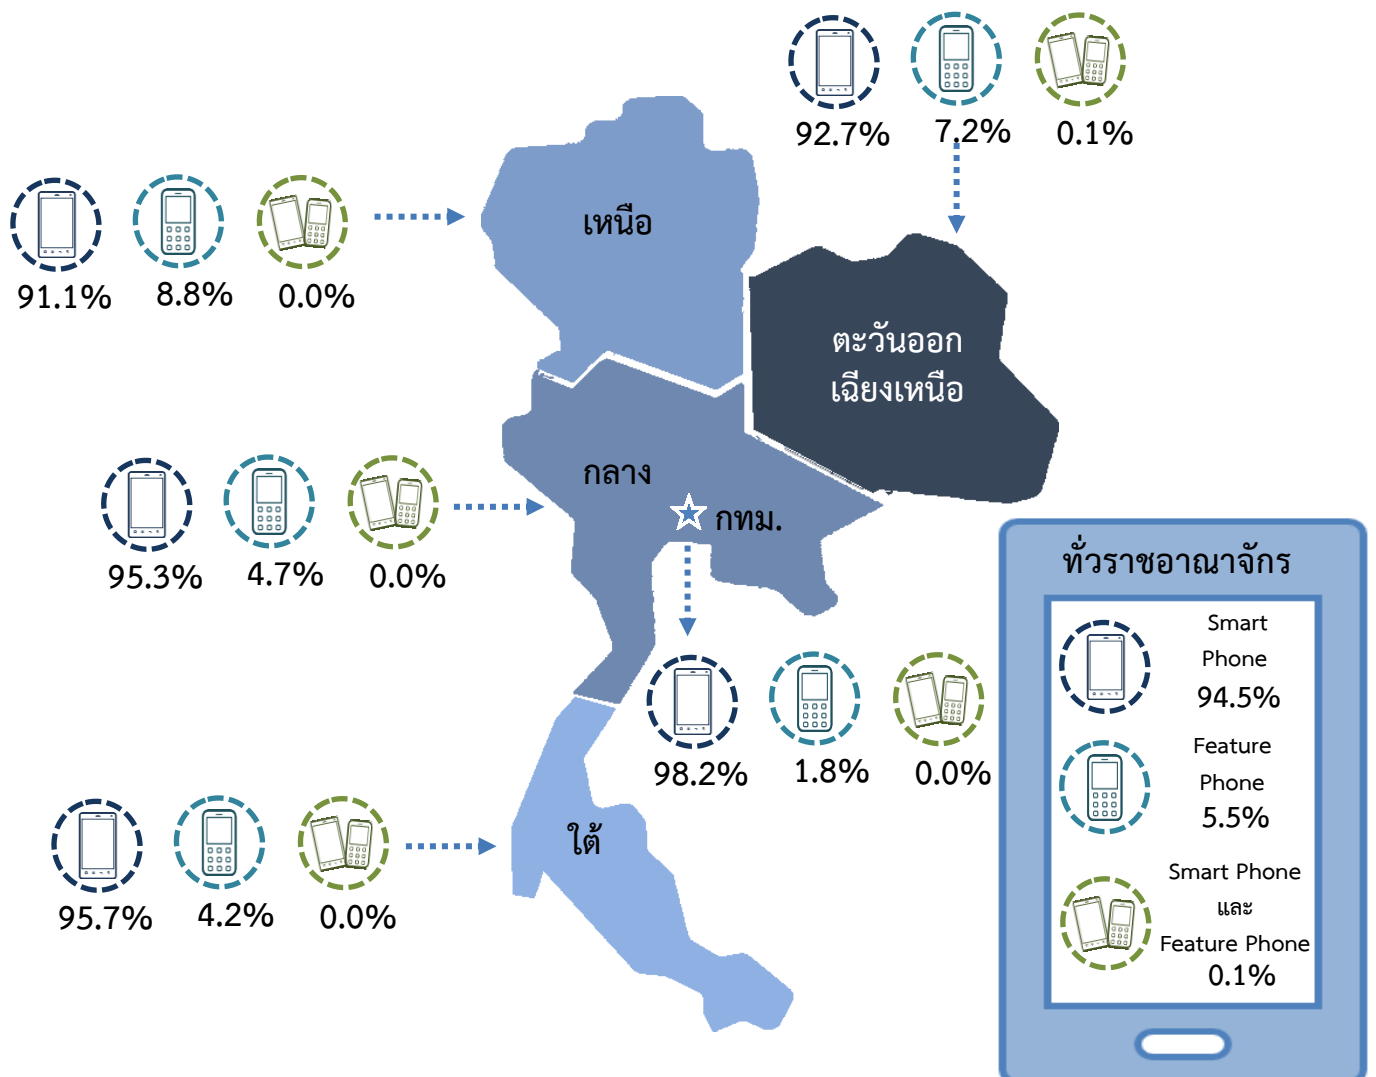 92.7% 7.2% 0.1%
เหนือ
91.1% 8.8% 0.0%
ตะวันออก
เฉียงเหนือ
กลาง
กทม.
95.3% 4.7% 0.0%
98.2% 1.8% 0.0%
ใต้
95.7% 4.2% 0.0%
ทั่วราชอาณาจักร
Smart
Phone
94.5%
Feature
Phone
5.5%
Smart Phone
และ
Feature Phone
0.1%